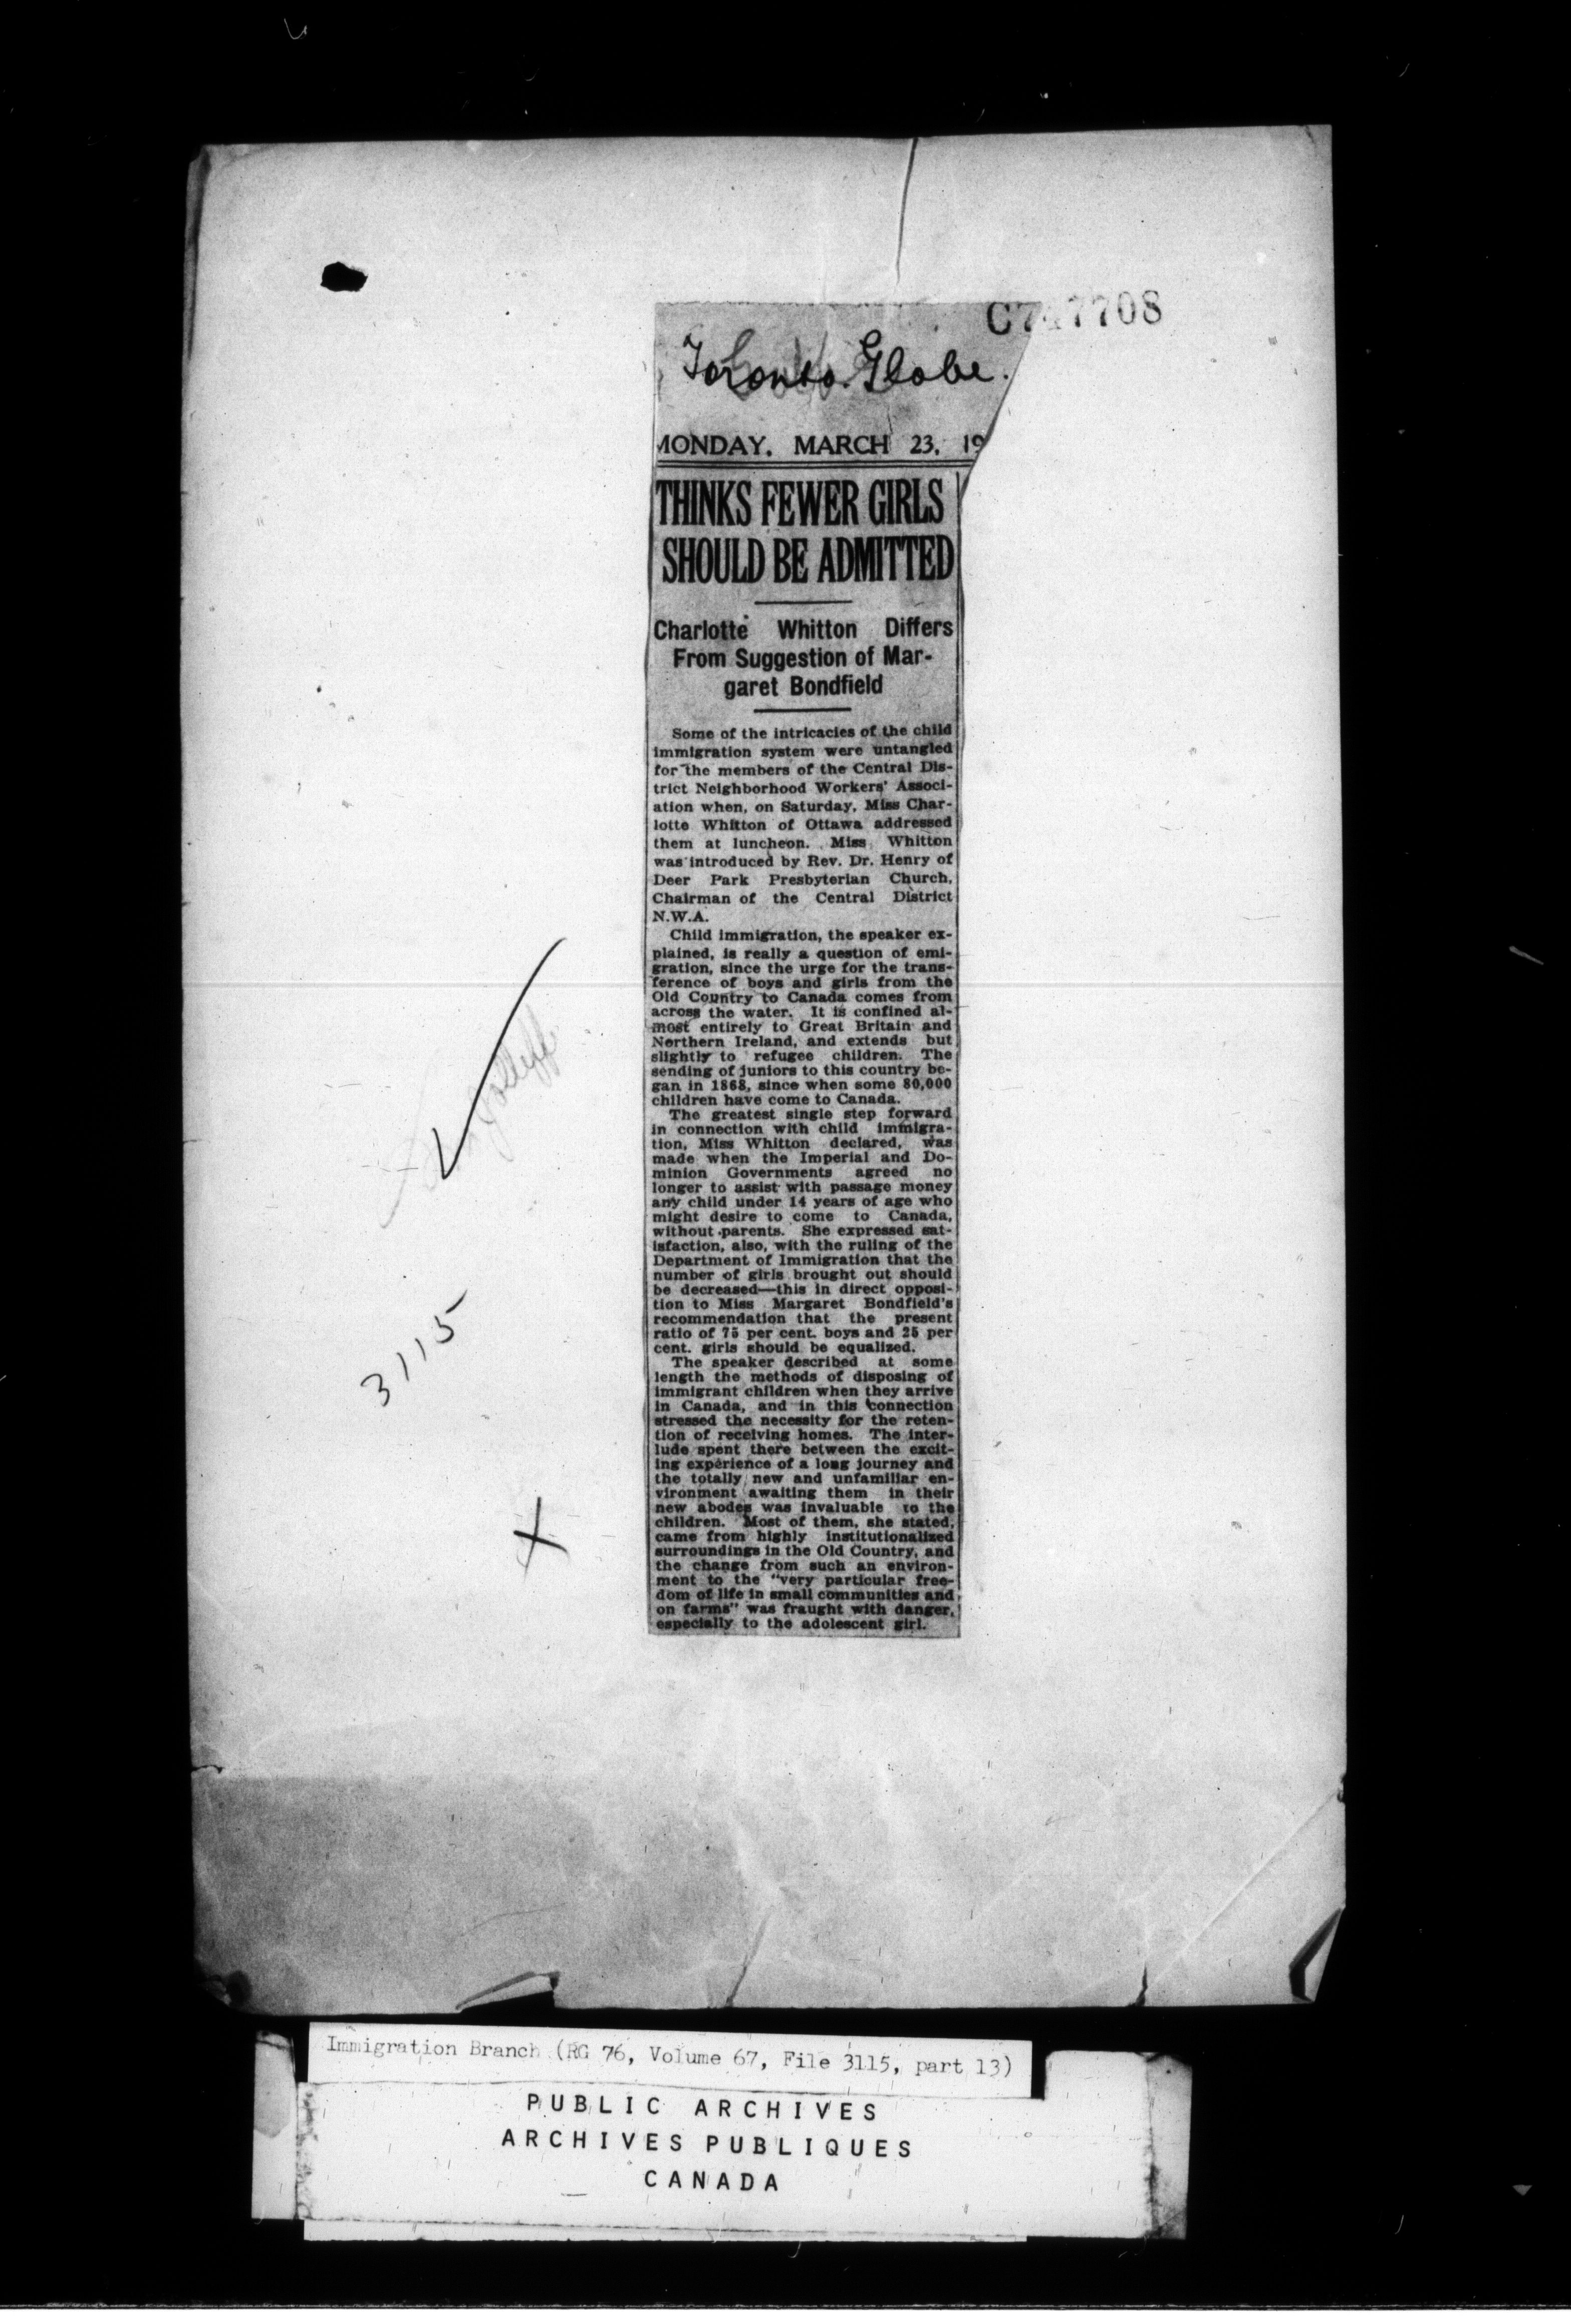 C7 7708
Toronto Globe.
MONDAY, MARCH 23, 19
THINKS FEWER GIRLS
SHOULD BE ADMITTED
Charlotte Whitton Differs
From Suggestion of Mar-
garet Bondfield
Some of the intricacies of the child
immigration system were untangled
for the members of the Central Dis-
trict Neighborhood Workers' Associ-
ation when, on Saturday, Miss Char-
lotte Whitton of Ottawa addressed
them at luncheon. Miss Whitton
was introduced by Rev. Dr. Henry of
Deer Park Presbyterian Church,
Chairman of the Central District
N.W.A.
Child immigration, the speaker ex-
plained, is really a question of emi-
gration, since the urge for the trans-
ference of boys and girls from the
Old Country to Canada comes from
across the water. It is confined al-
most entirely to Great Britain and
Northern Ireland, and extends but
slightly to refugee children. The
sending of juniors to this country be-
gan in 1868, since when some 80,000
children have come to Canada.
The greatest single step forward
in connection with child immigra-
tion, Miss Whitton declared, was
made when the Imperial and Do-
minion Governments agreed no
longer to assist with passage money
any child under 14 years of age who
might desire to come to Canada,
without parents. She expressed sat-
isfaction, also, with the ruling of the
Department of Immigration that the
number of girls brought out should
be decreased—this in direct opposi-
tion to Miss Margaret Bondfield's
recommendation that the present
ratio of 75 per cent. boys and 25 per
cent. girls should be equalized.
The speaker described at some
length the methods of disposing of
immigrant children when they arrive
in Canada, and in this connection
stressed the necessity for the reten-
tion of receiving homes. The inter-
lude spent there between the excit-
ing experience of a long journey and
the totally new and unfamiliar en-
vironment awaiting them in their
new abodes was invaluable to the
children. Most of them, she stated,
came from highly institutionalized
surroundings in the Old Country, and
the change from such an environ-
ment to the "very particular free-
dom of life in small communities and
on farms" was fraught with danger,
especially to the adolescent girl.
3115
Immigration Branch (RG 76, Volume 67, File 3115, part 13)
PUBLIC ARCHIVES
ARCHIVES PUBLIQUES
CANADA